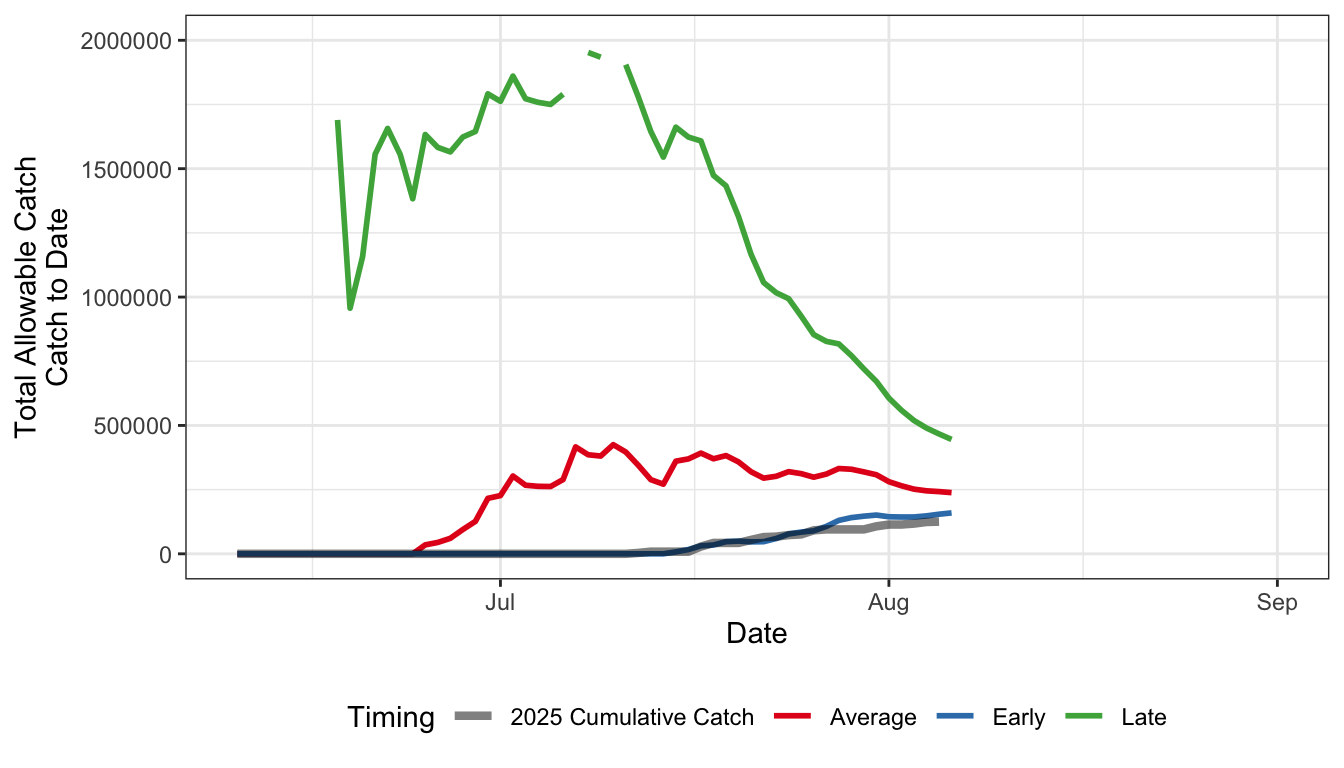 Total Allowable Catch
Catch to Date
2000000
1500000
1000000
500000
0
Jul
Aug
Sep
Date
Timing
2025 Cumulative Catch
Average
Early
Late